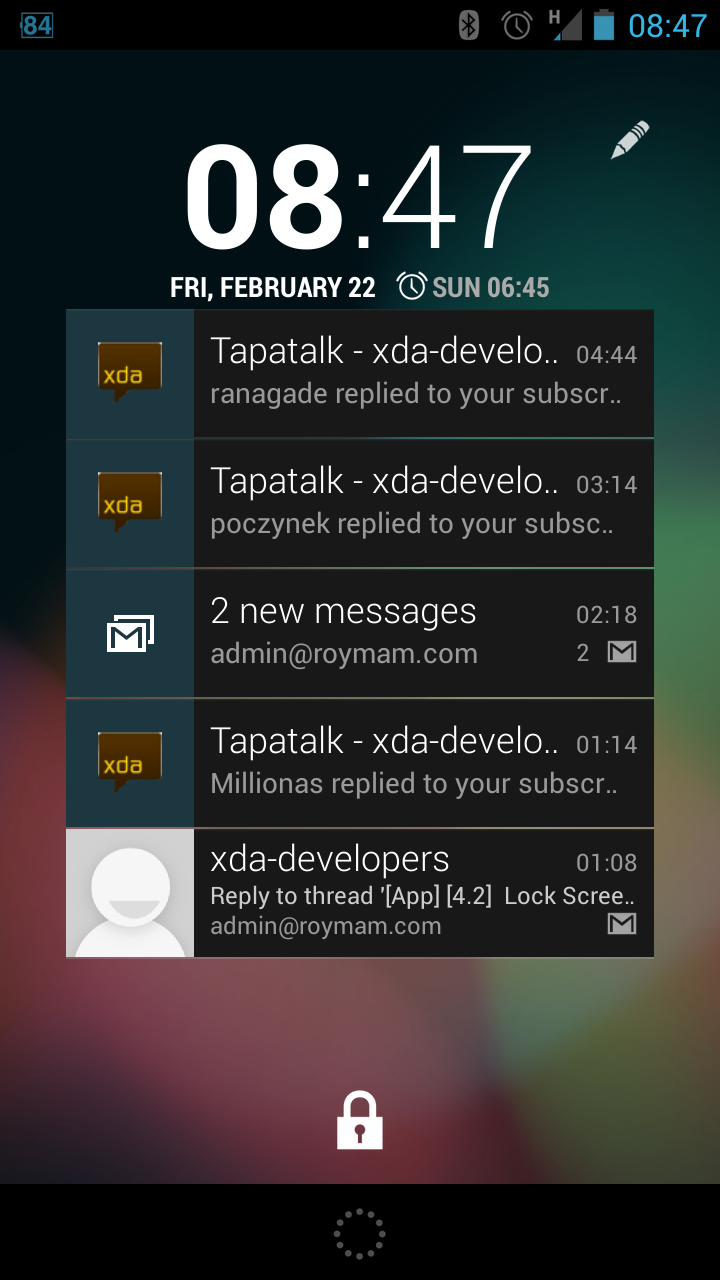 84
H
08:47
08:47
FRI, FEBRUARY 22 SUN 06:45
xda
Tapatalk - xda-develo.. 04:44
ranagade replied to your subscr..
xda
Tapatalk - xda-develo.. 03:14
poczynek replied to your subsc..
2 new messages 02:18
admin@roymam.com 2
xda
Tapatalk - xda-develo.. 01:14
Millionas replied to your subscr..
xda-developers 01:08
Reply to thread '[App] [4.2]  Lock Scree..
admin@roymam.com